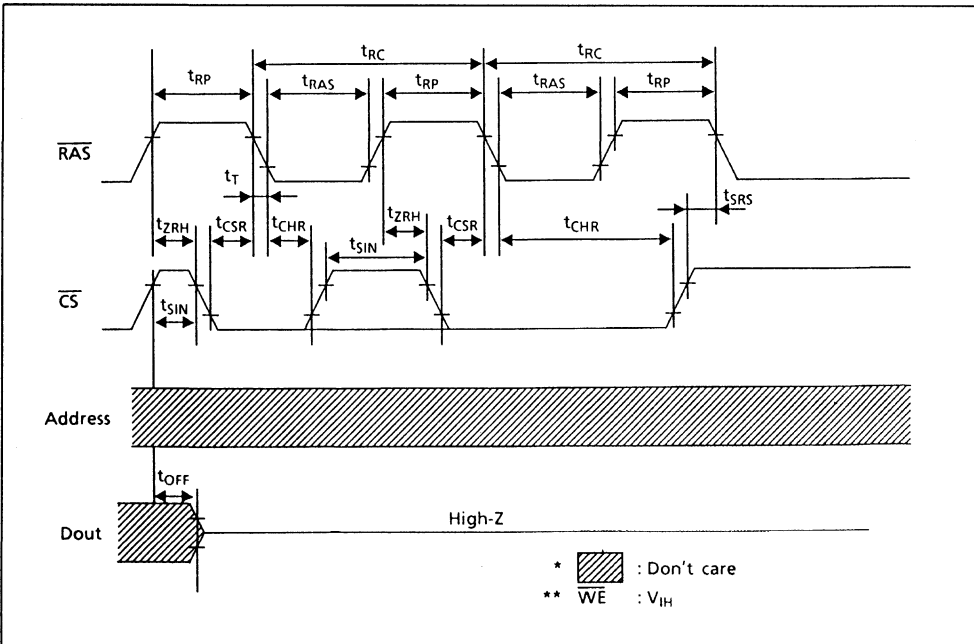 tRC tRC
tRP tRAS tRP tRAS tRP
RAS
tT tSRS
tZRH tCSR tCHR tSIN tZRH tCSR tCHR
CS
tSIN
Address
tOFF
Dout High-Z
* : Don't care
** WE : VIH